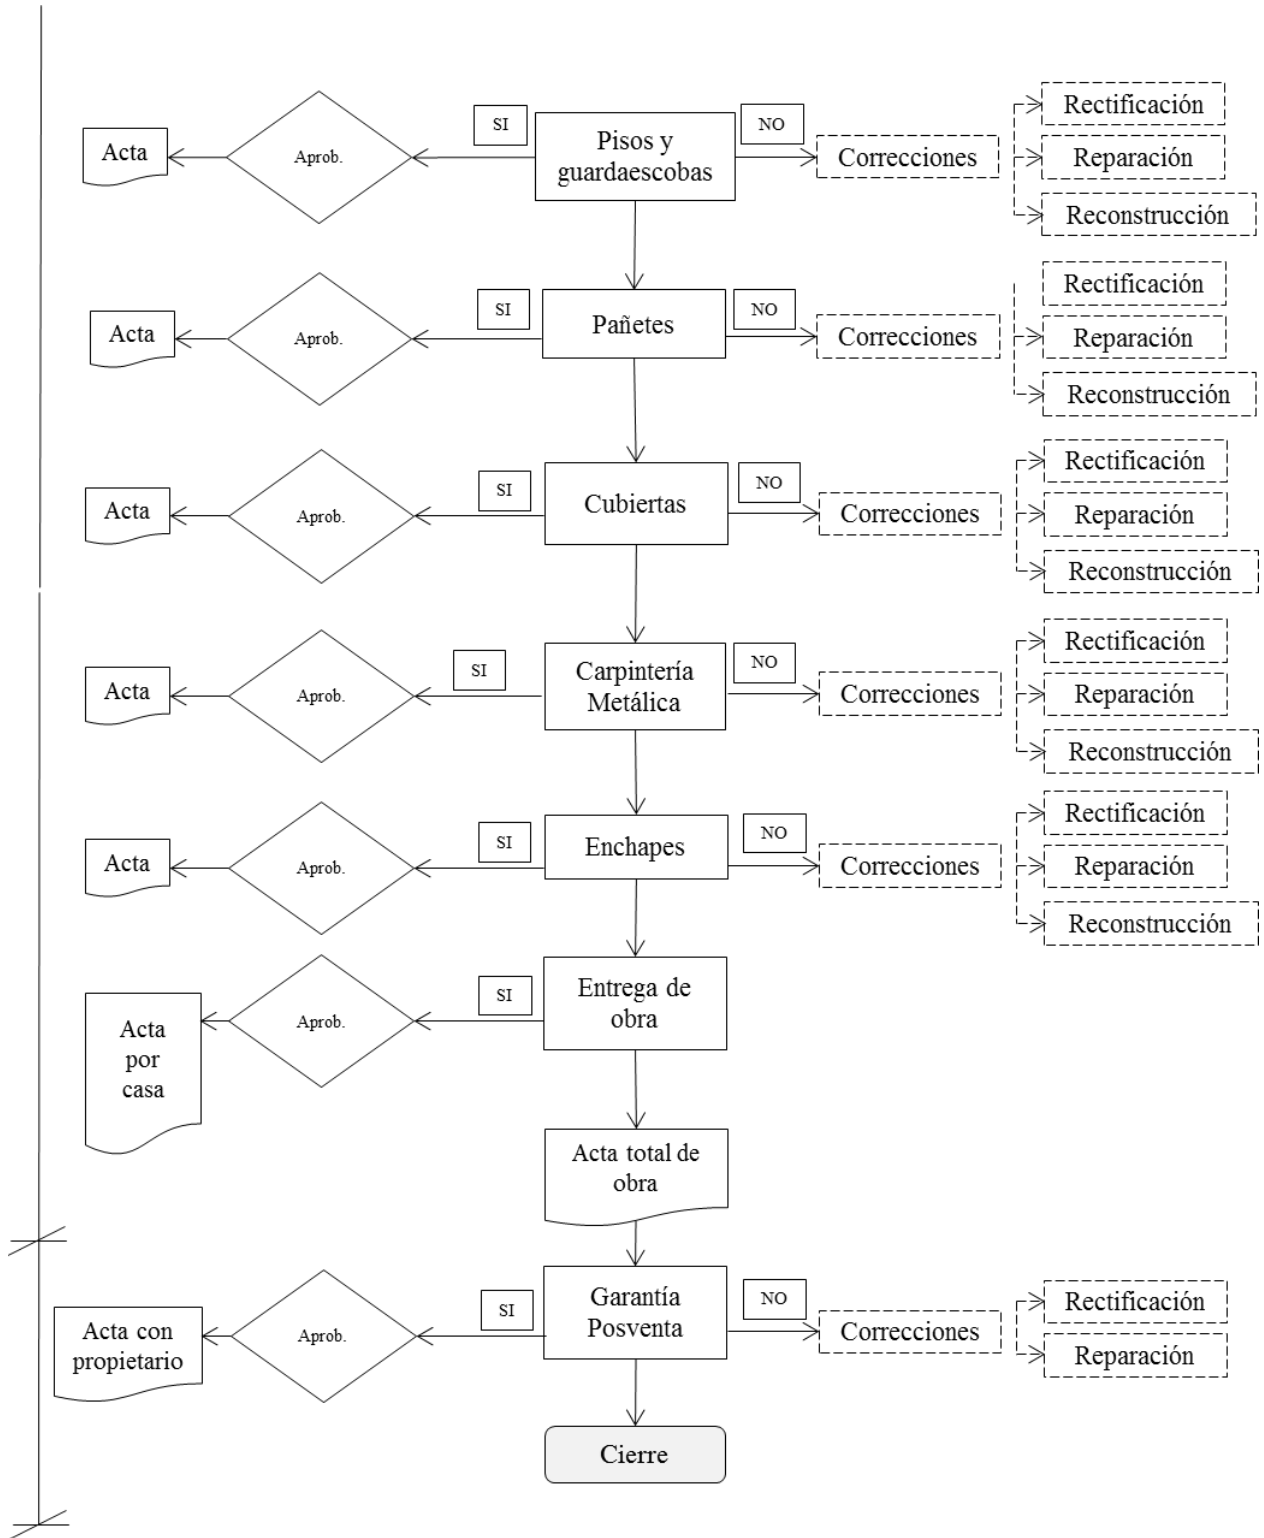 Acta
Aprob.
SI
Pisos y
guardaescobas
NO
Correcciones
Rectificación
Reparación
Reconstrucción
Acta
Aprob.
SI
Pañetes
NO
Correcciones
Rectificación
Reparación
Reconstrucción
Acta
Aprob.
SI
Cubiertas
NO
Correcciones
Rectificación
Reparación
Reconstrucción
Acta
Aprob.
SI
Carpintería
Metálica
NO
Correcciones
Rectificación
Reparación
Reconstrucción
Acta
Aprob.
SI
Enchapes
NO
Correcciones
Rectificación
Reparación
Reconstrucción
Acta
por
casa
Aprob.
SI
Entrega de
obra
Acta total de
obra
Acta con
propietario
Aprob.
SI
Garantía
Posventa
NO
Correcciones
Rectificación
Reparación
Cierre